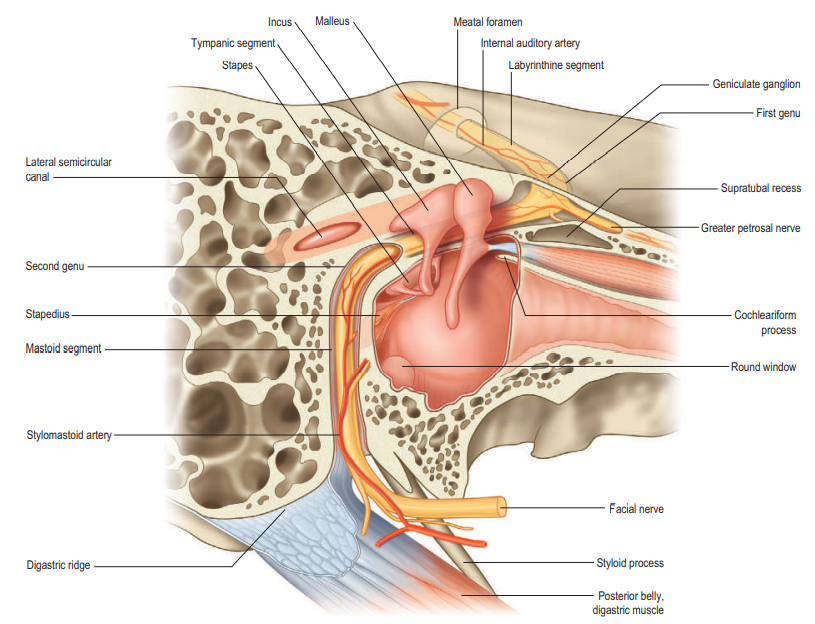 Incus
Malleus
Meatal foramen
Tympanic segment
Internal auditory artery
Stapes
Labyrinthine segment
Geniculate ganglion
First genu
Lateral semicircular
canal
Supratubal recess
Greater petrosal nerve
Second genu
Stapedius
Cochleariform
process
Mastoid segment
Round window
Stylomastoid artery
Facial nerve
Digastric ridge
Styloid process
Posterior belly,
digastric muscle